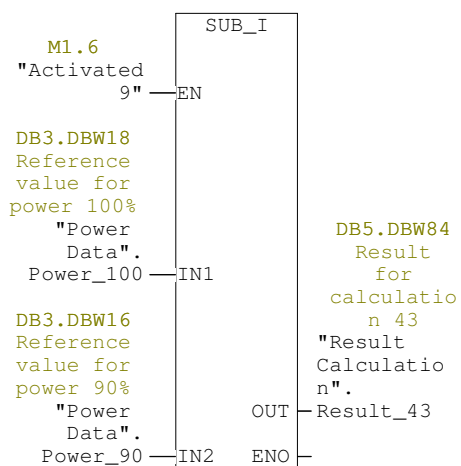 SUB_I
M1.6
"Activated
9"
EN
DB3.DBW18
Reference
value for
power 100%
"Power
Data".
Power_100
IN1
DB3.DBW16
Reference
value for
power 90%
"Power
Data".
Power_90
IN2
DB5.DBW84
Result
for
calculatio
n 43
"Result
Calculatio
n".
OUT
Result_43
ENO